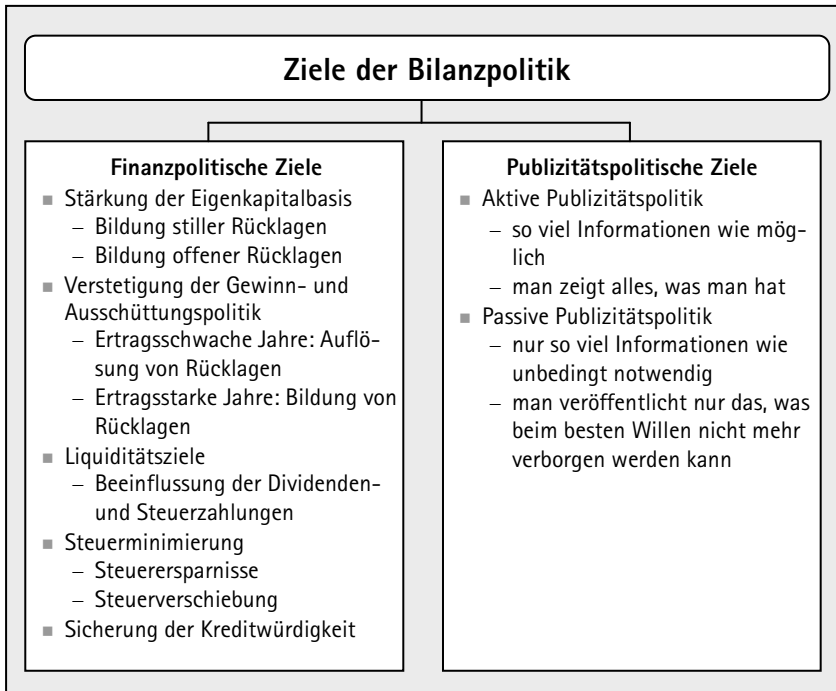 Ziele der Bilanzpolitik
Finanzpolitische Ziele
■ Stärkung der Eigenkapitalbasis
– Bildung stiller Rücklagen
– Bildung offener Rücklagen
■ Verstetigung der Gewinn- und
Ausschüttungspolitik
– Ertragsschwache Jahre: Auflö-
sung von Rücklagen
– Ertragsstarke Jahre: Bildung von
Rücklagen
■ Liquiditätsziele
– Beeinflussung der Dividenden-
und Steuerzahlungen
■ Steuerminimierung
– Steuerersparnisse
– Steuerverschiebung
■ Sicherung der Kreditwürdigkeit
Publizitätspolitische Ziele
■ Aktive Publizitätspolitik
– so viel Informationen wie mög-
lich
– man zeigt alles, was man hat
■ Passive Publizitätspolitik
– nur so viel Informationen wie
unbedingt notwendig
– man veröffentlicht nur das, was
beim besten Willen nicht mehr
verborgen werden kann